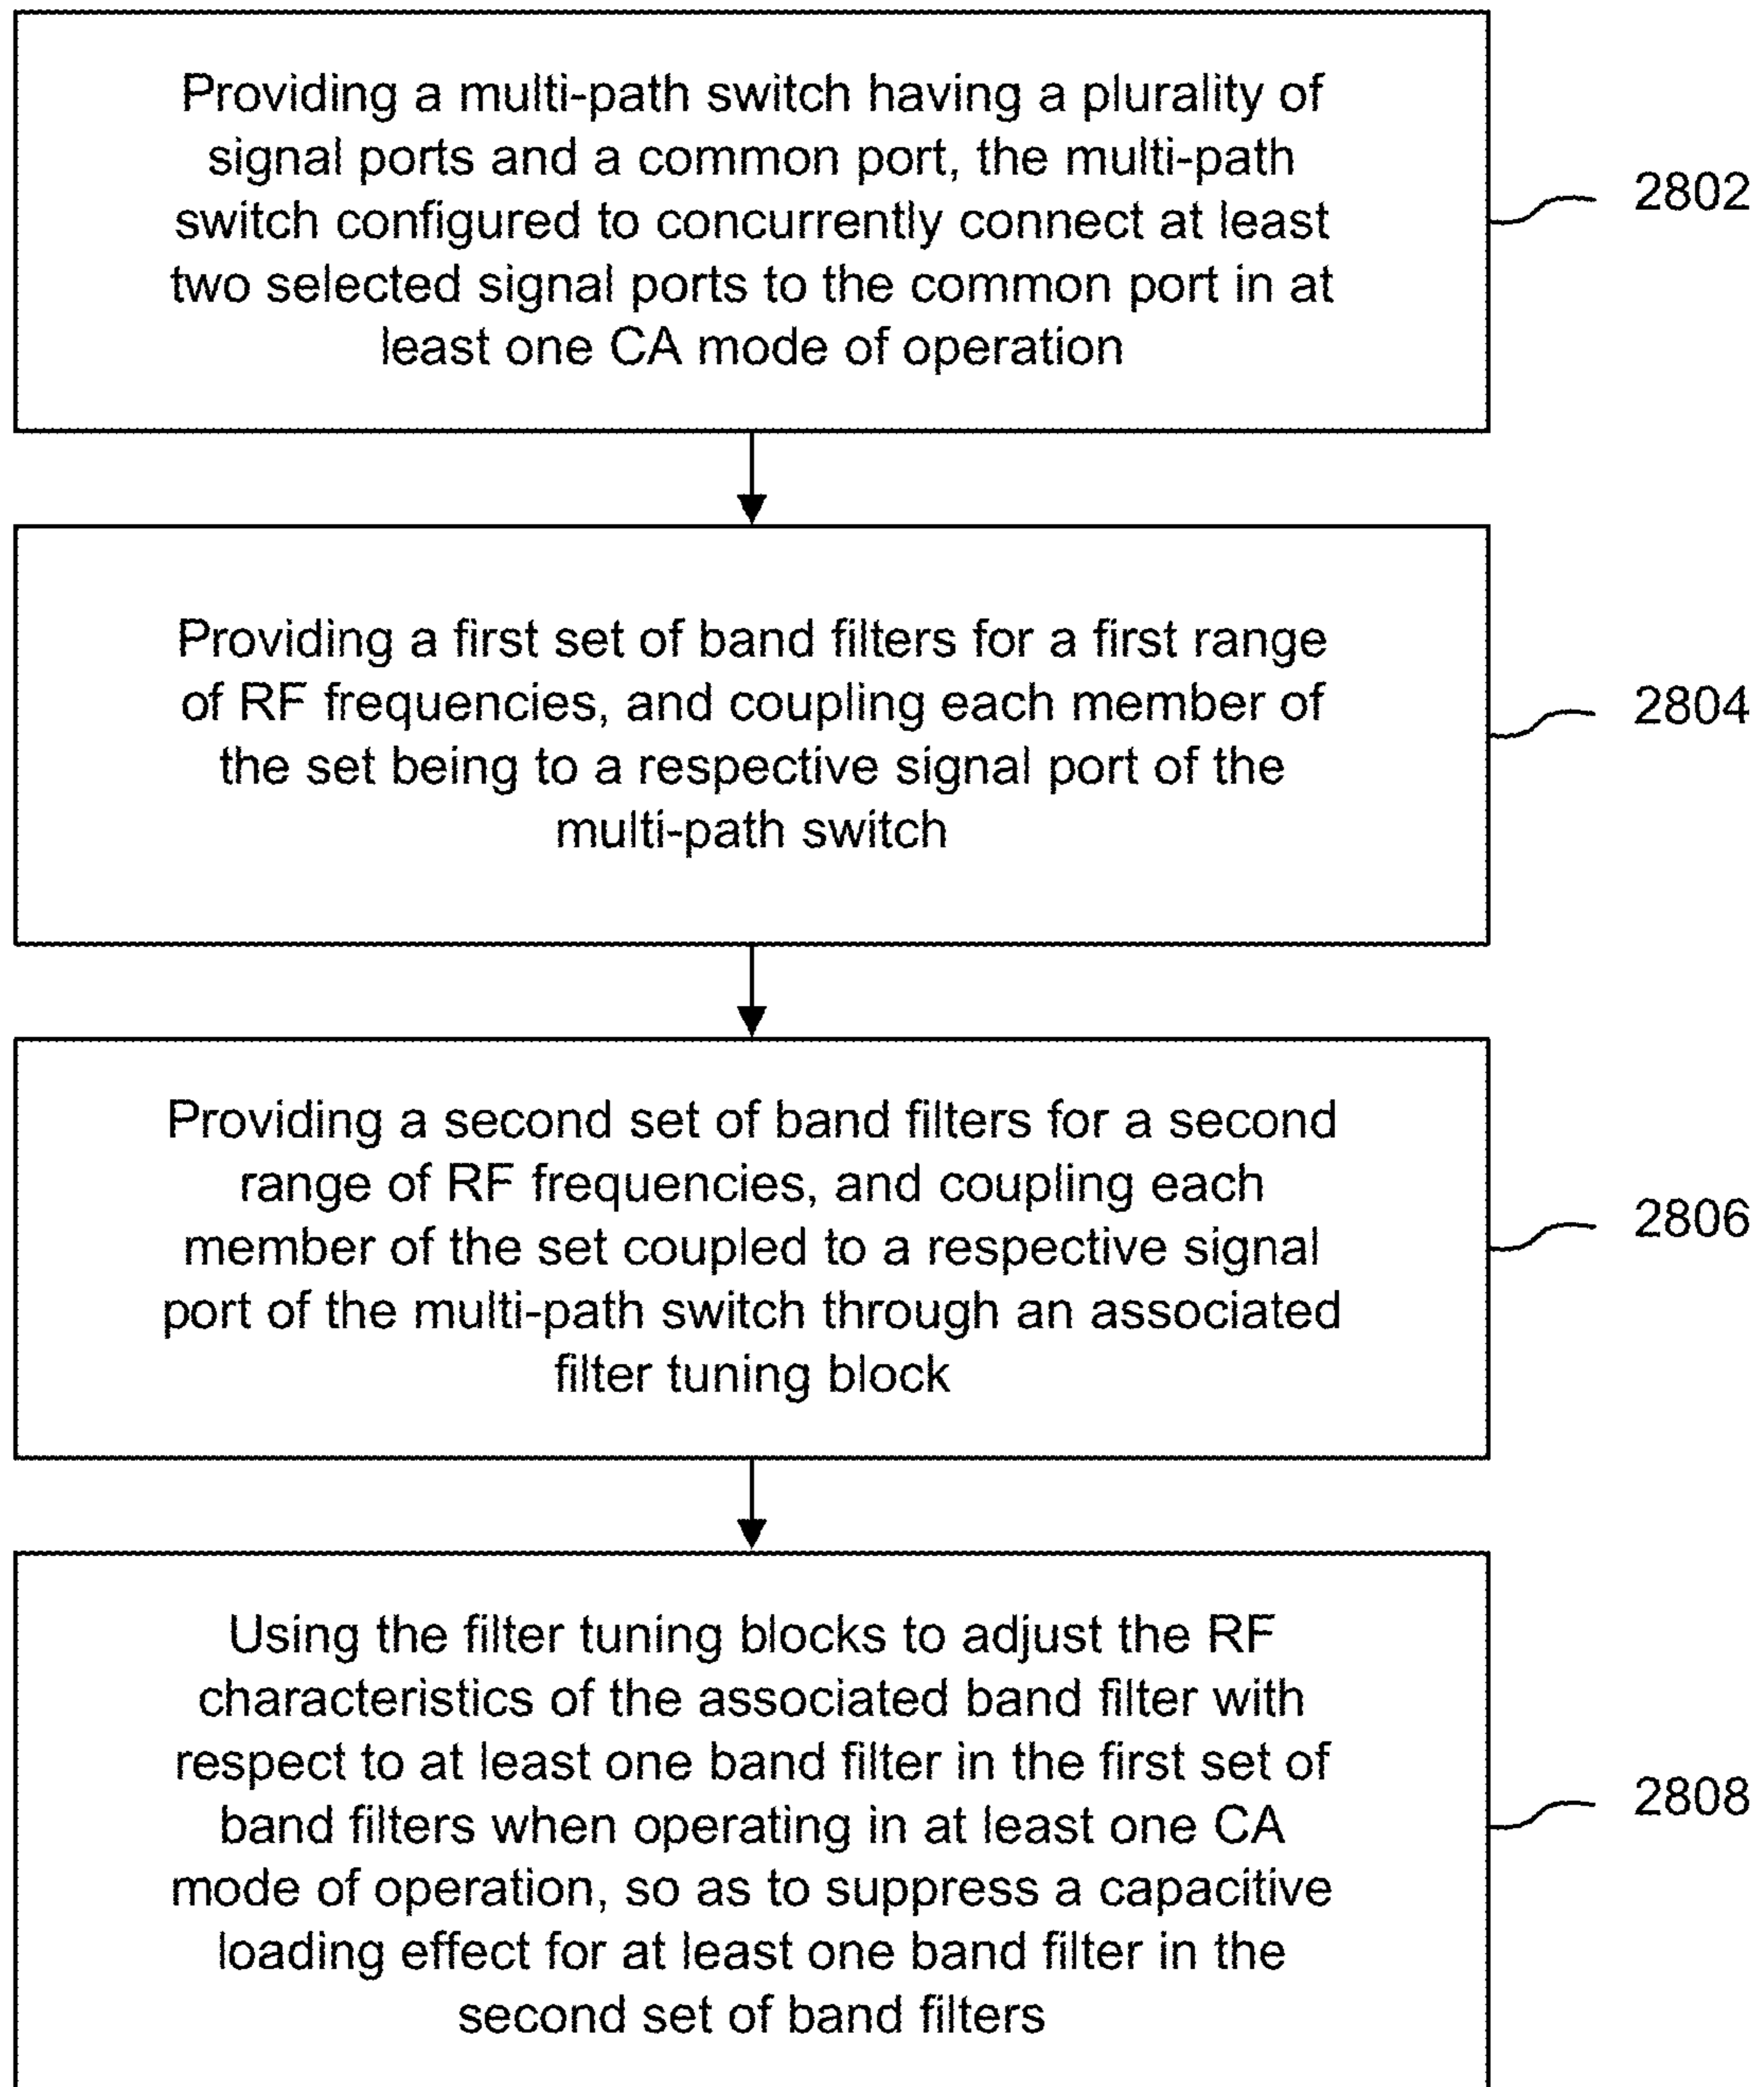 Providing a multi-path switch having a plurality of
signal ports and a common port, the multi-path
switch configured to concurrently connect at least
two selected signal ports to the common port in at
least one CA mode of operation
2802
Providing a first set of band filters for a first range
of RF frequencies, and coupling each member of
the set being to a respective signal port of the
multi-path switch
2804
Providing a second set of band filters for a second
range of RF frequencies, and coupling each
member of the set coupled to a respective signal
port of the multi-path switch through an associated
filter tuning block
2806
Using the filter tuning blocks to adjust the RF
characteristics of the associated band filter with
respect to at least one band filter in the first set of
band filters when operating in at least one CA
mode of operation, so as to suppress a capacitive
loading effect for at least one band filter in the
second set of band filters
2808